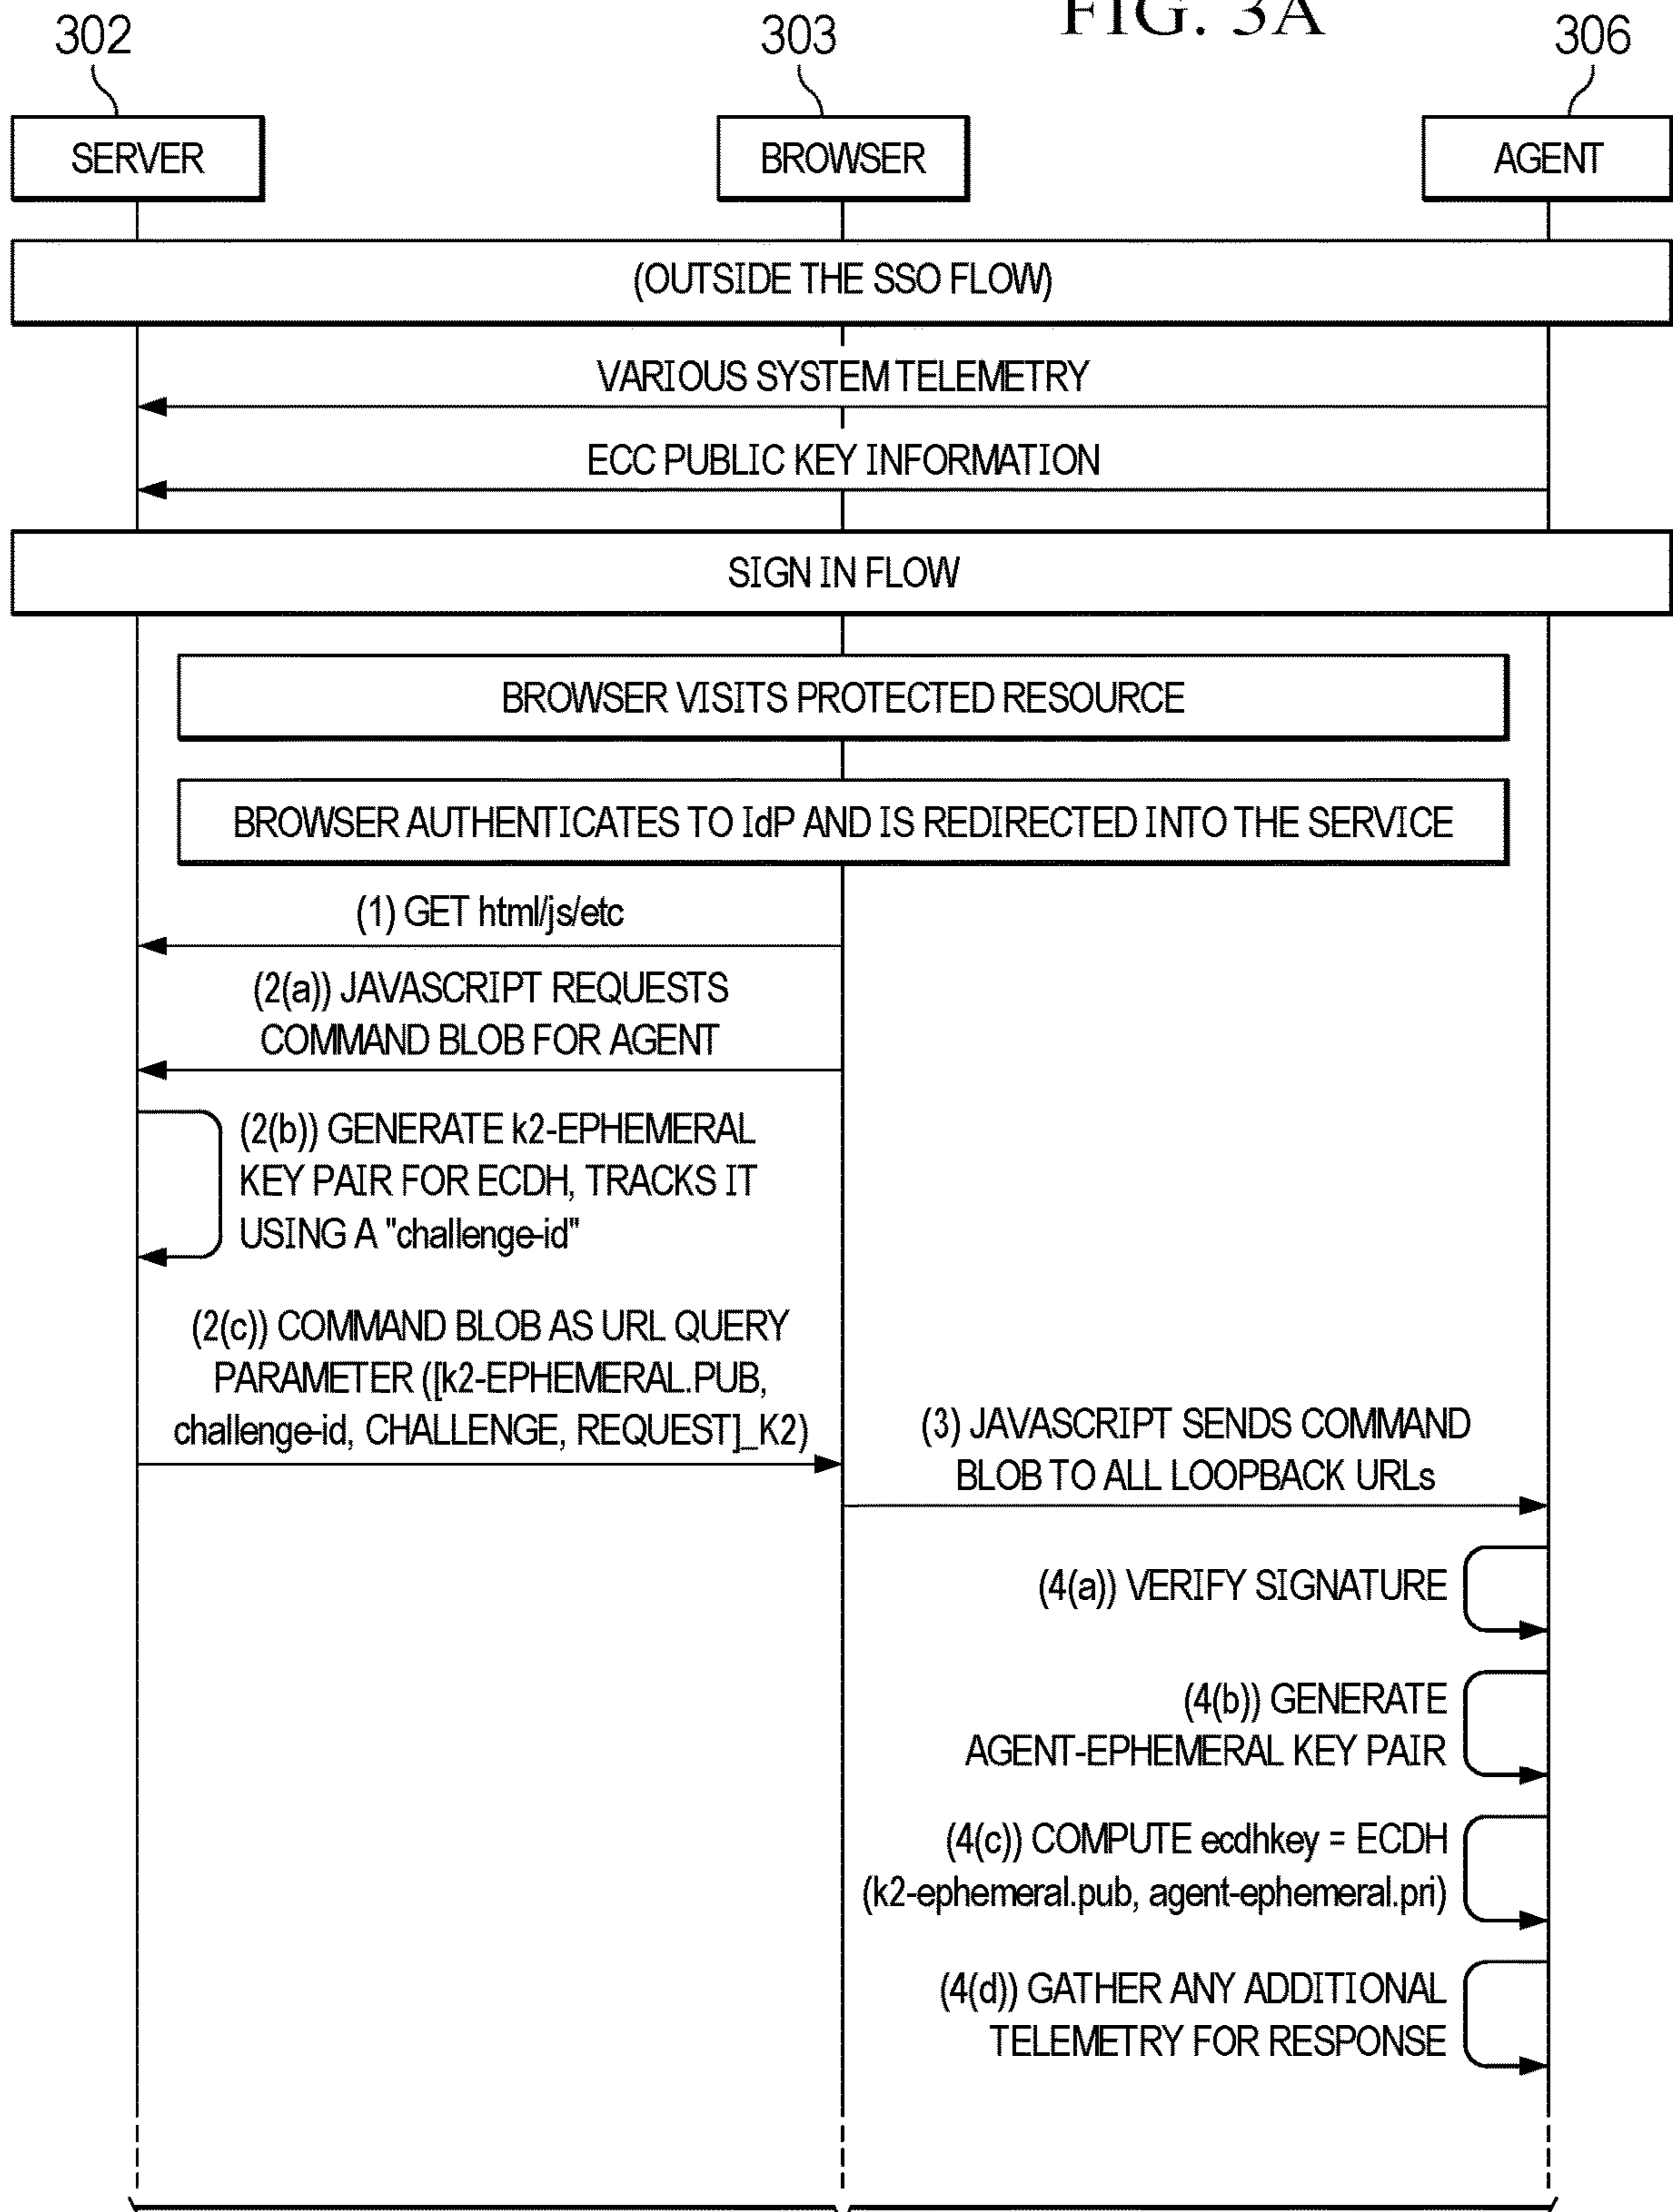 FIG. 3A
302
303
306
SERVER
BROWSER
AGENT
(OUTSIDE THE SSO FLOW)
VARIOUS SYSTEM TELEMETRY
ECC PUBLIC KEY INFORMATION
SIGN IN FLOW
BROWSER VISITS PROTECTED RESOURCE
BROWSER AUTHENTICATES TO IdP AND IS REDIRECTED INTO THE SERVICE
(1) GET html/js/etc
(2(a)) JAVASCRIPT REQUESTS
COMMAND BLOB FOR AGENT
(2(b)) GENERATE k2-EPHEMERAL
KEY PAIR FOR ECDH, TRACKS IT
USING A "challenge-id"
(2(c)) COMMAND BLOB AS URL QUERY
PARAMETER ([k2-EPHEMERAL.PUB,
challenge-id, CHALLENGE, REQUEST]_K2)
(3) JAVASCRIPT SENDS COMMAND
BLOB TO ALL LOOPBACK URLs
(4(a)) VERIFY SIGNATURE
(4(b)) GENERATE
AGENT-EPHEMERAL KEY PAIR
(4(c)) COMPUTE ecdhkey = ECDH
(k2-ephemeral.pub, agent-ephemeral.pri)
(4(d)) GATHER ANY ADDITIONAL
TELEMETRY FOR RESPONSE